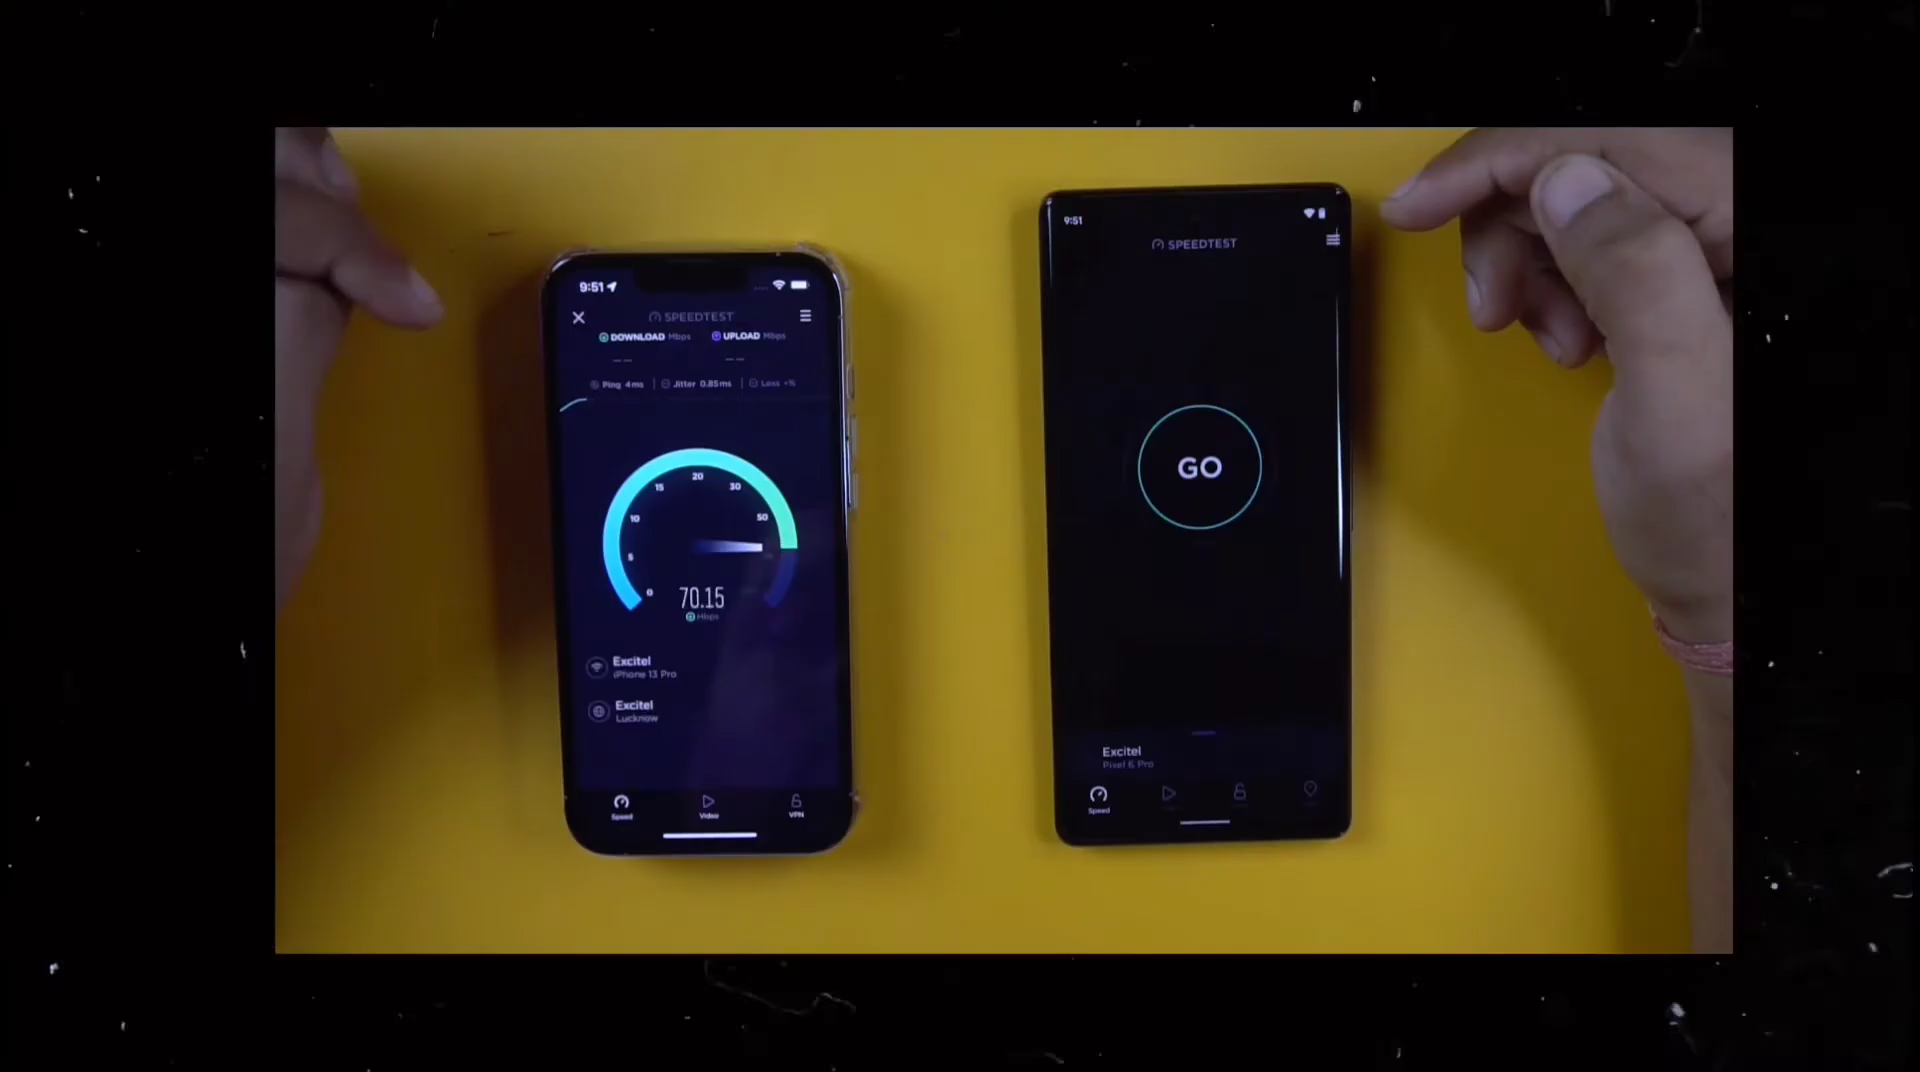 9:51
SPEEDTEST
DOWNLOAD Mbps UPLOAD Mbps
Ping 4ms Jitter 0.85ms Loss -%
20
15 30
10 50
5
0
70.15
Mbps
Excitel
iPhone 13 Pro
Excitel
Lucknow
Speed Video VPN
9:51
SPEEDTEST
GO
Excitel
Pixel 6 Pro
Speed